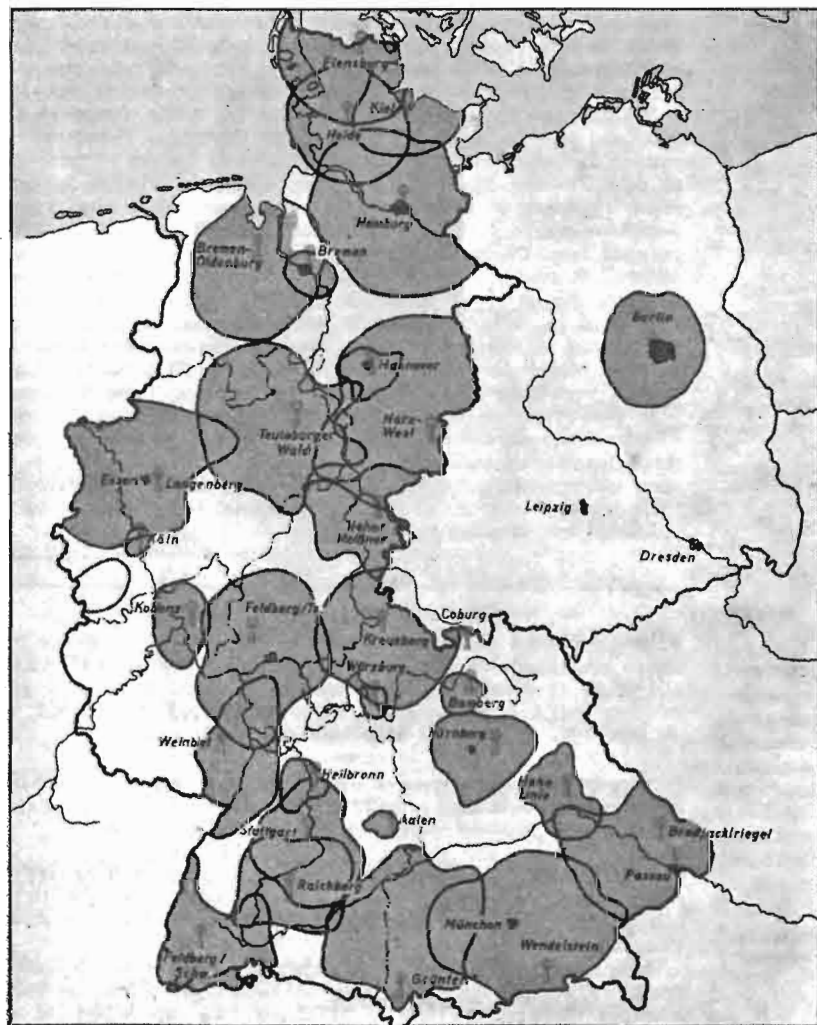 Flensburg
Kiel
Heide
Hamburg
Bremen-
Oldenburg
Bremen
Berlin
Hannover
Harz-
West
Teutoburger
Wald
Essen
Langenberg
Leipzig
Hoher
Meißner
Köln
Dresden
Koblenz
Feldberg/Ts.
Coburg
Kreuzberg
Würzburg
Bamberg
Weinbiet
Nürnberg
Heilbronn
Hohe
Linie
Aalen
Stuttgart
Brotjacklriegel
Raichberg
Passau
München
Wendelstein
Feldberg/
Schw.
Grünten